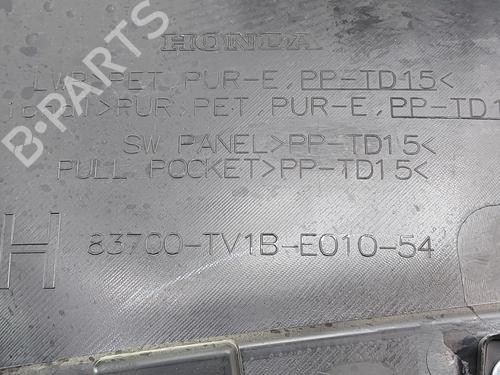 HONDA
LWR>PET, PUR-E, PP-TD15<
>PUR, PET, PUR-E, PP-TD1
SW PANEL>PP-TD15<
PULL POCKET>PP-TD15<
H 83700-TV1B-E010-54
B-PARTS